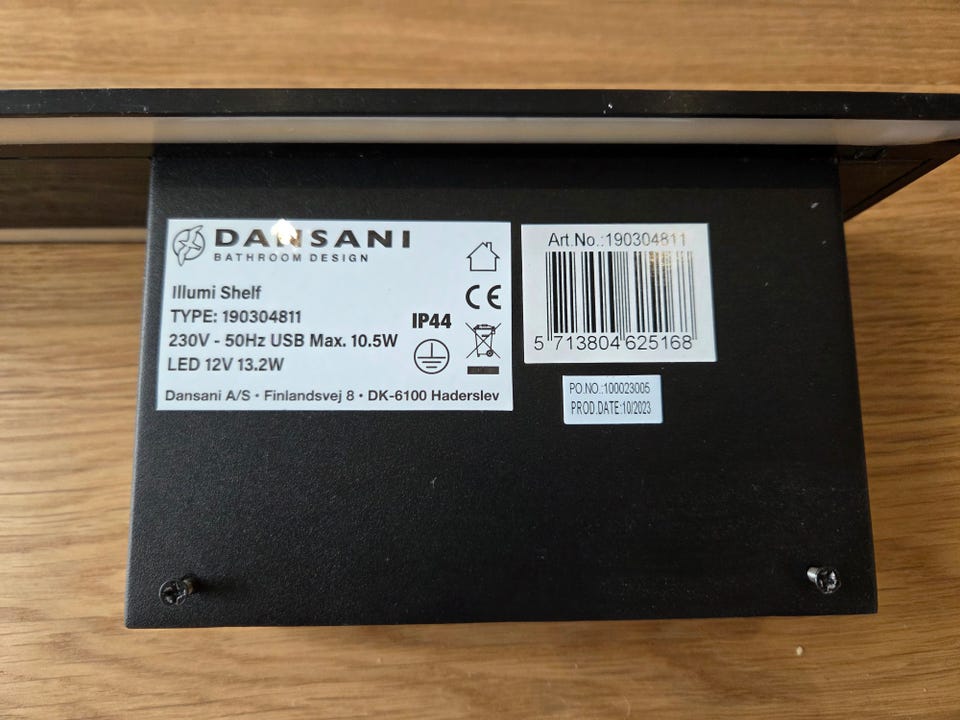 DANSANI
BATHROOM DESIGN
Illumi Shelf
TYPE: 190304811
230V - 50Hz USB Max. 10.5W
LED 12V 13.2W
IP44
CE
Dansani A/S • Finlandsvej 8 • DK-6100 Haderslev
Art.No.:190304811
5 713804 625168
PO.NO.:100023005
PROD.DATE:10/2023